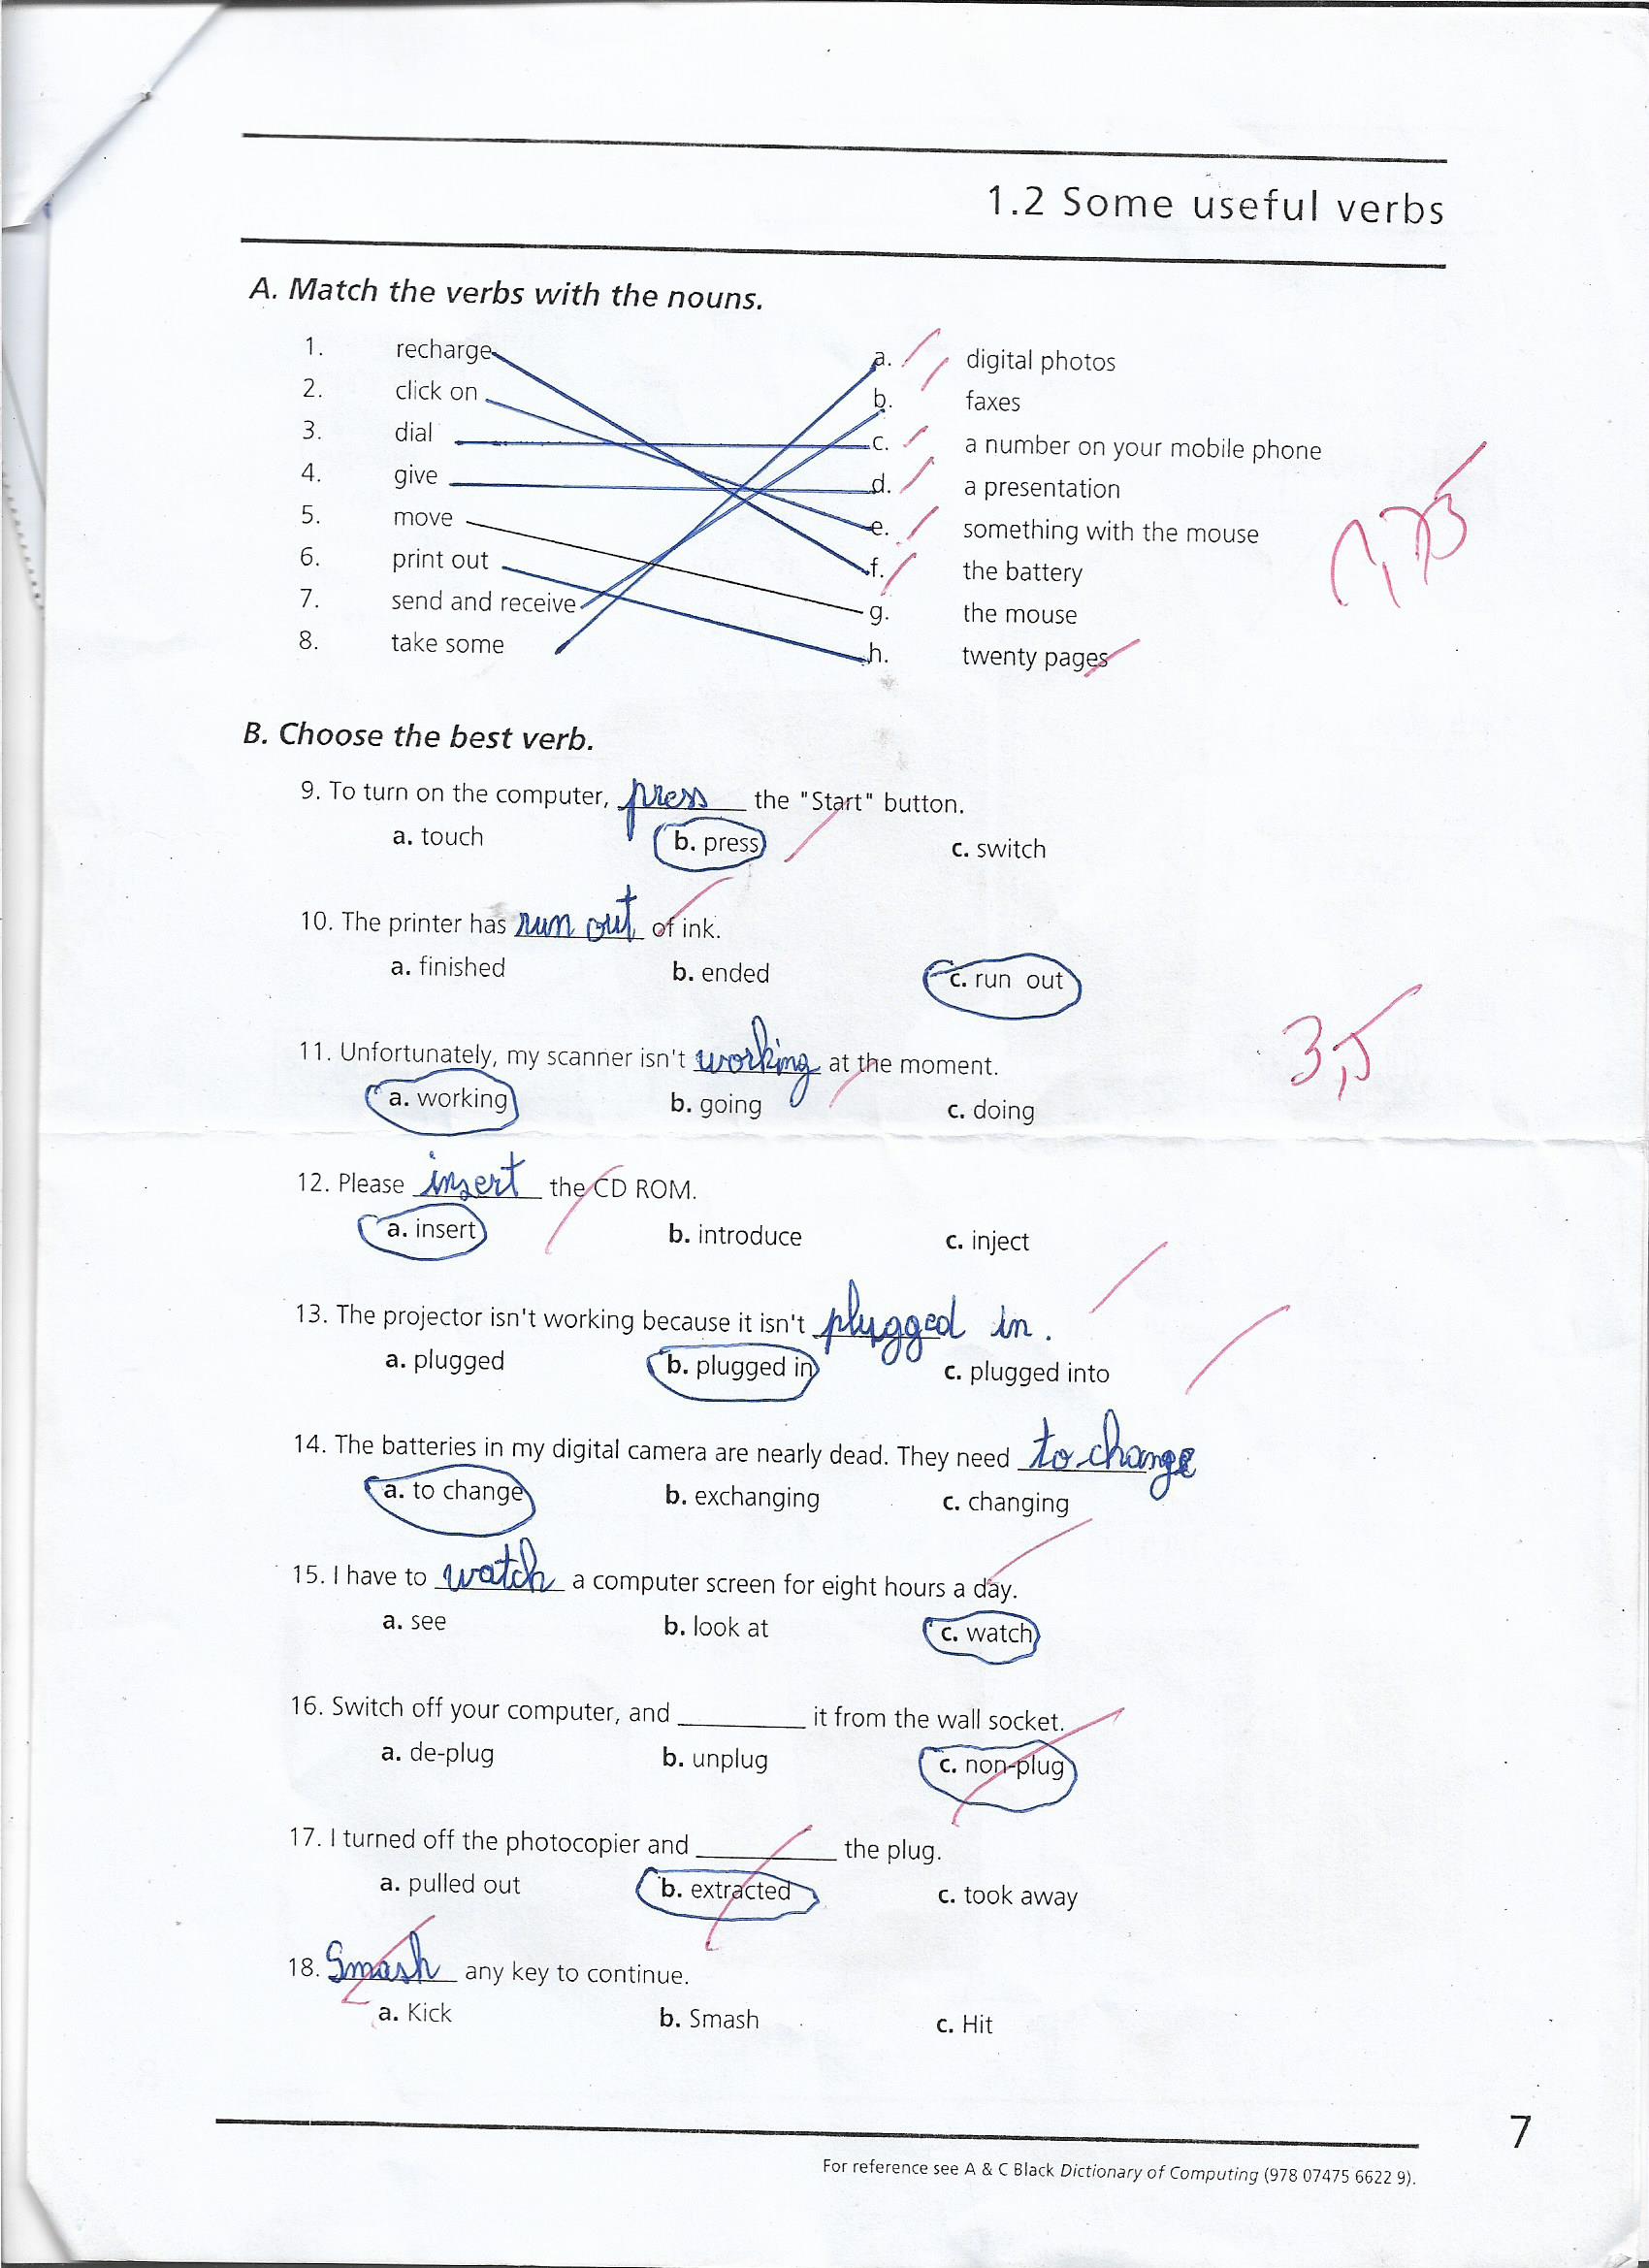 1.2 Some useful verbs
A. Match the verbs with the nouns.
1. recharge a. digital photos
2. click on b. faxes
3. dial c. a number on your mobile phone
4. give d. a presentation
5. move e. something with the mouse
6. print out f. the battery
7. send and receive g. the mouse
8. take some h. twenty pages
B. Choose the best verb.
9. To turn on the computer, press the "Start" button.
a. touch b. press c. switch
10. The printer has run out of ink.
a. finished b. ended c. run out
3,5
11. Unfortunately, my scanner isn't working at the moment.
a. working b. going c. doing
12. Please insert the CD ROM.
a. insert b. introduce c. inject
13. The projector isn't working because it isn't plugged in.
a. plugged b. plugged in c. plugged into
14. The batteries in my digital camera are nearly dead. They need to change
a. to change b. exchanging c. changing
15. I have to watch a computer screen for eight hours a day.
a. see b. look at c. watch
16. Switch off your computer, and ________ it from the wall socket.
a. de-plug b. unplug c. non-plug
17. I turned off the photocopier and ________ the plug.
a. pulled out b. extracted c. took away
18. Smash any key to continue.
a. Kick b. Smash c. Hit
7
For reference see A & C Black Dictionary of Computing (978 07475 6622 9).